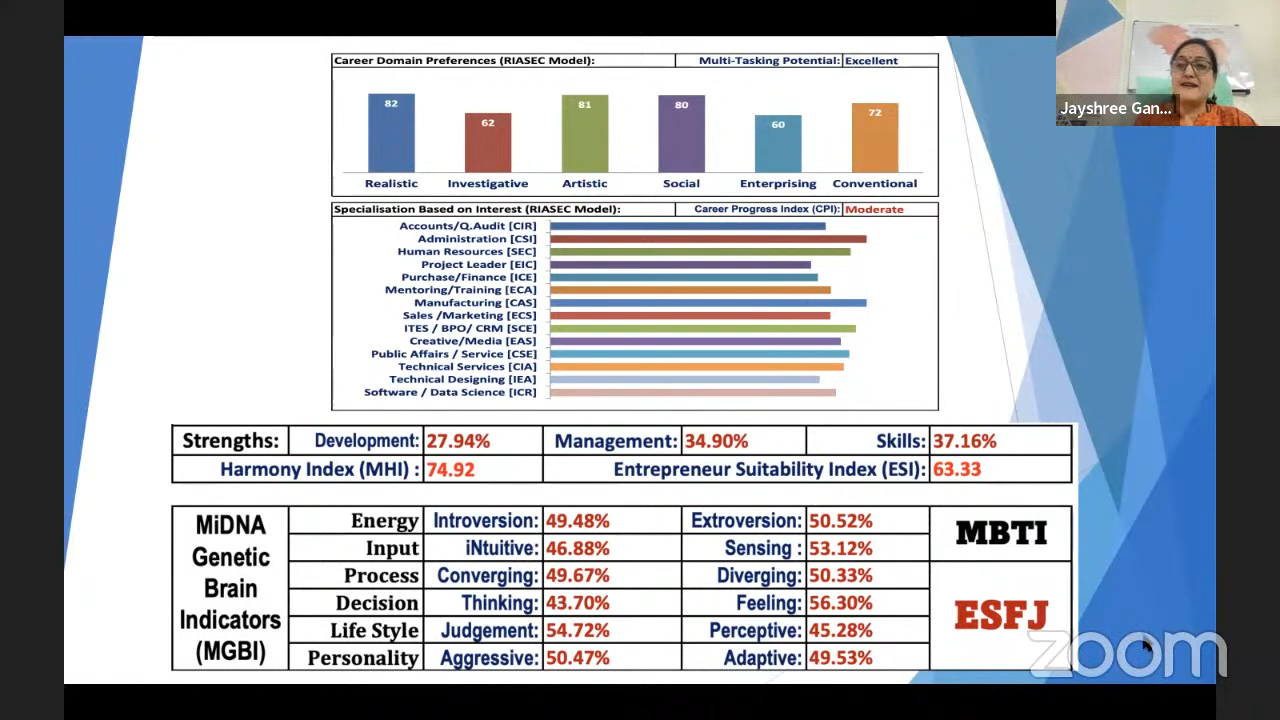 Career Domain Preferences (RIASEC Model): Multi-Tasking Potential: Excellent
82 62 81 80 60 72
Realistic Investigative Artistic Social Enterprising Conventional
Specialisation Based on Interest (RIASEC Model): Career Progress Index (CPI): Moderate
Accounts/Q.Audit [CIR]
Administration [CSI]
Human Resources [SEC]
Project Leader [EIC]
Purchase/Finance [ICE]
Mentoring/Training [ECA]
Manufacturing [CAS]
Sales /Marketing [ECS]
ITES / BPO/ CRM [SCE]
Creative/Media [EAS]
Public Affairs / Service [CSE]
Technical Services [CIA]
Technical Designing [IEA]
Software / Data Science [ICR]
Strengths: Development: 27.94% Management: 34.90% Skills: 37.16%
Harmony Index (MHI) : 74.92 Entrepreneur Suitability Index (ESI): 63.33
MiDNA
Genetic
Brain
Indicators
(MGBI)
Energy Introversion: 49.48% Extroversion: 50.52%
Input iNtuitive: 46.88% Sensing : 53.12%
Process Converging: 49.67% Diverging: 50.33%
Decision Thinking: 43.70% Feeling: 56.30%
Life Style Judgement: 54.72% Perceptive: 45.28%
Personality Aggressive: 50.47% Adaptive: 49.53%
MBTI
ESFJ
Jayshree Gan...
zoom